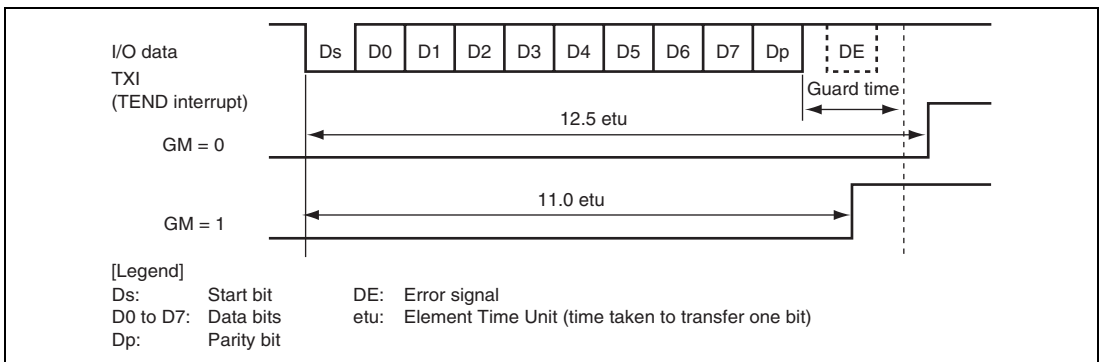 I/O data
Ds D0 D1 D2 D3 D4 D5 D6 D7 Dp DE
TXI
(TEND interrupt)
Guard time
12.5 etu
GM = 0
11.0 etu
GM = 1
[Legend]
Ds: Start bit DE: Error signal
D0 to D7: Data bits etu: Element Time Unit (time taken to transfer one bit)
Dp: Parity bit